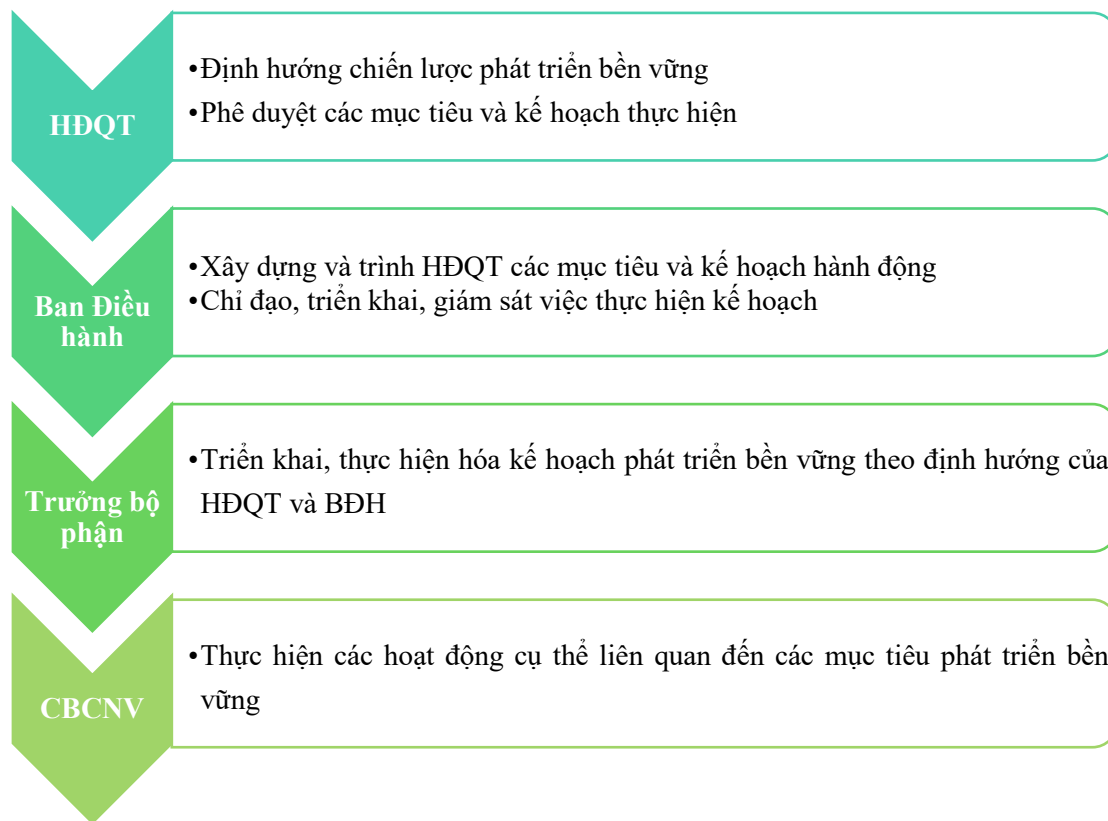 HĐQT
•Định hướng chiến lược phát triển bền vững
•Phê duyệt các mục tiêu và kế hoạch thực hiện
Ban Điều
hành
•Xây dựng và trình HĐQT các mục tiêu và kế hoạch hành động
•Chỉ đạo, triển khai, giám sát việc thực hiện kế hoạch
Trưởng bộ
phận
•Triển khai, thực hiện hóa kế hoạch phát triển bền vững theo định hướng của
HĐQT và BĐH
CBCNV
•Thực hiện các hoạt động cụ thể liên quan đến các mục tiêu phát triển bền
vững